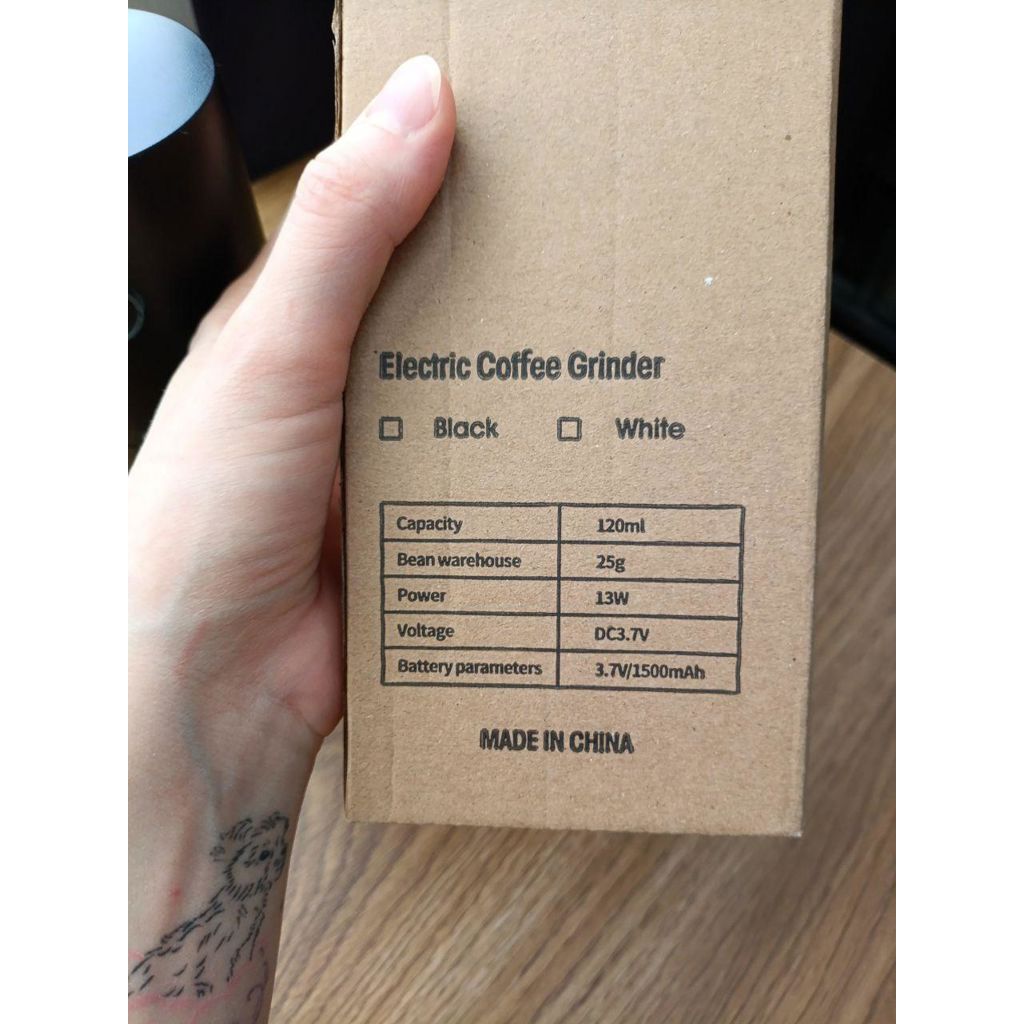 Electric Coffee Grinder
Black White
Capacity 120ml
Bean warehouse 25g
Power 13W
Voltage DC3.7V
Battery parameters 3.7V/1500mAh
MADE IN CHINA